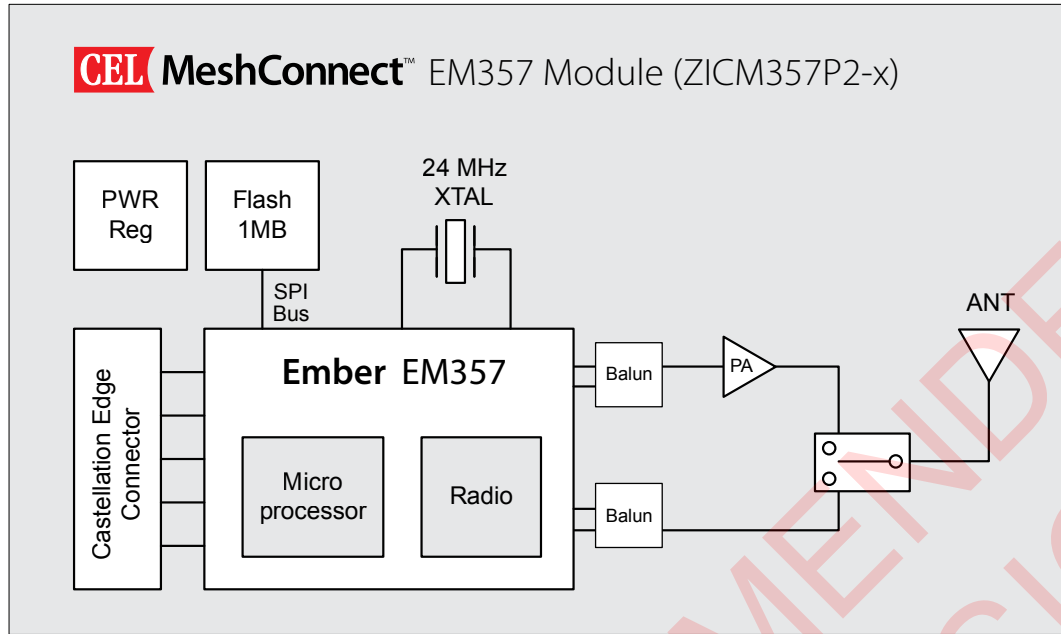 CEL MeshConnect™ EM357 Module (ZICM357P2-x)
PWR
Reg
Flash
1MB
24 MHz
XTAL
SPI
Bus
Castellation Edge
Connector
Ember EM357
Micro
processor
Radio
Balun
PA
Balun
ANT
MENDE